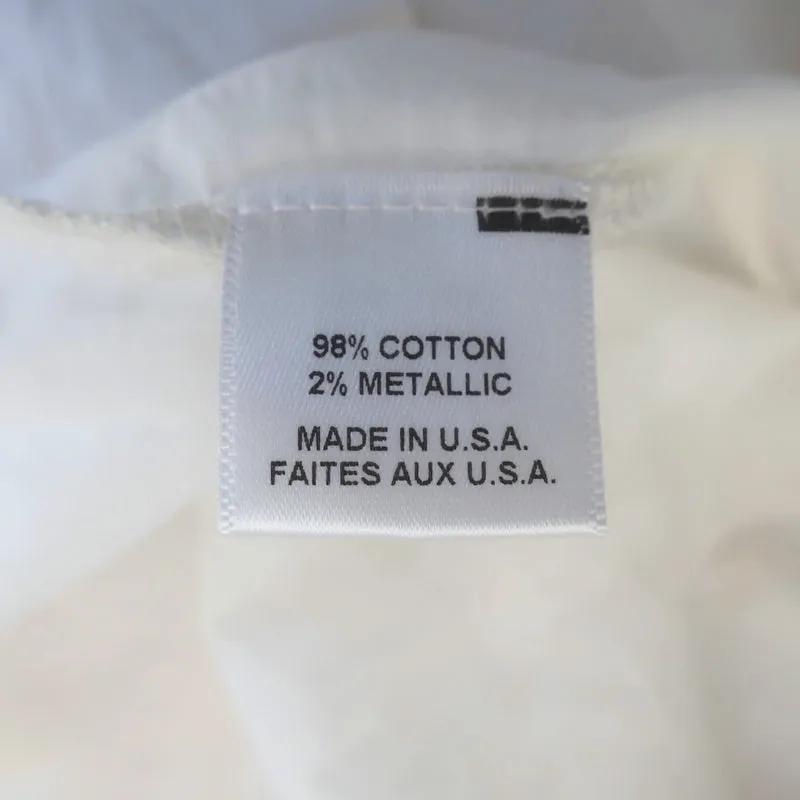 98% COTTON
2% METALLIC
MADE IN U.S.A.
FAITES AUX U.S.A.